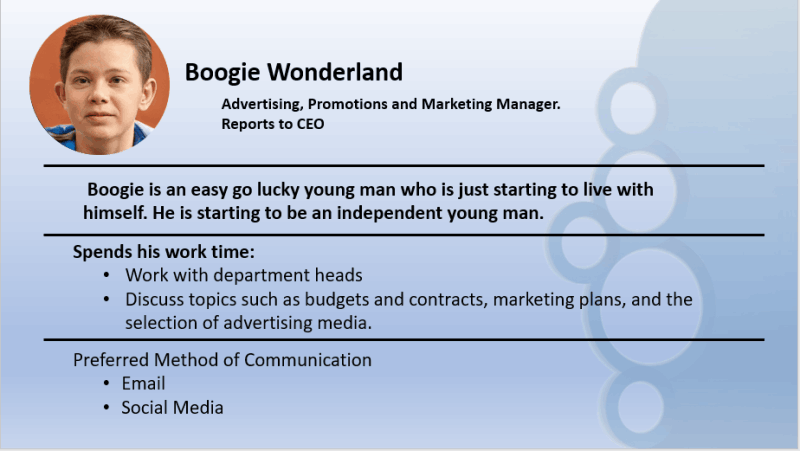 Boogie Wonderland
Advertising, Promotions and Marketing Manager.
Reports to CEO
Boogie is an easy go lucky young man who is just starting to live with
himself. He is starting to be an independent young man.
Spends his work time:
• Work with department heads
• Discuss topics such as budgets and contracts, marketing plans, and the
selection of advertising media.
Preferred Method of Communication
• Email
• Social Media